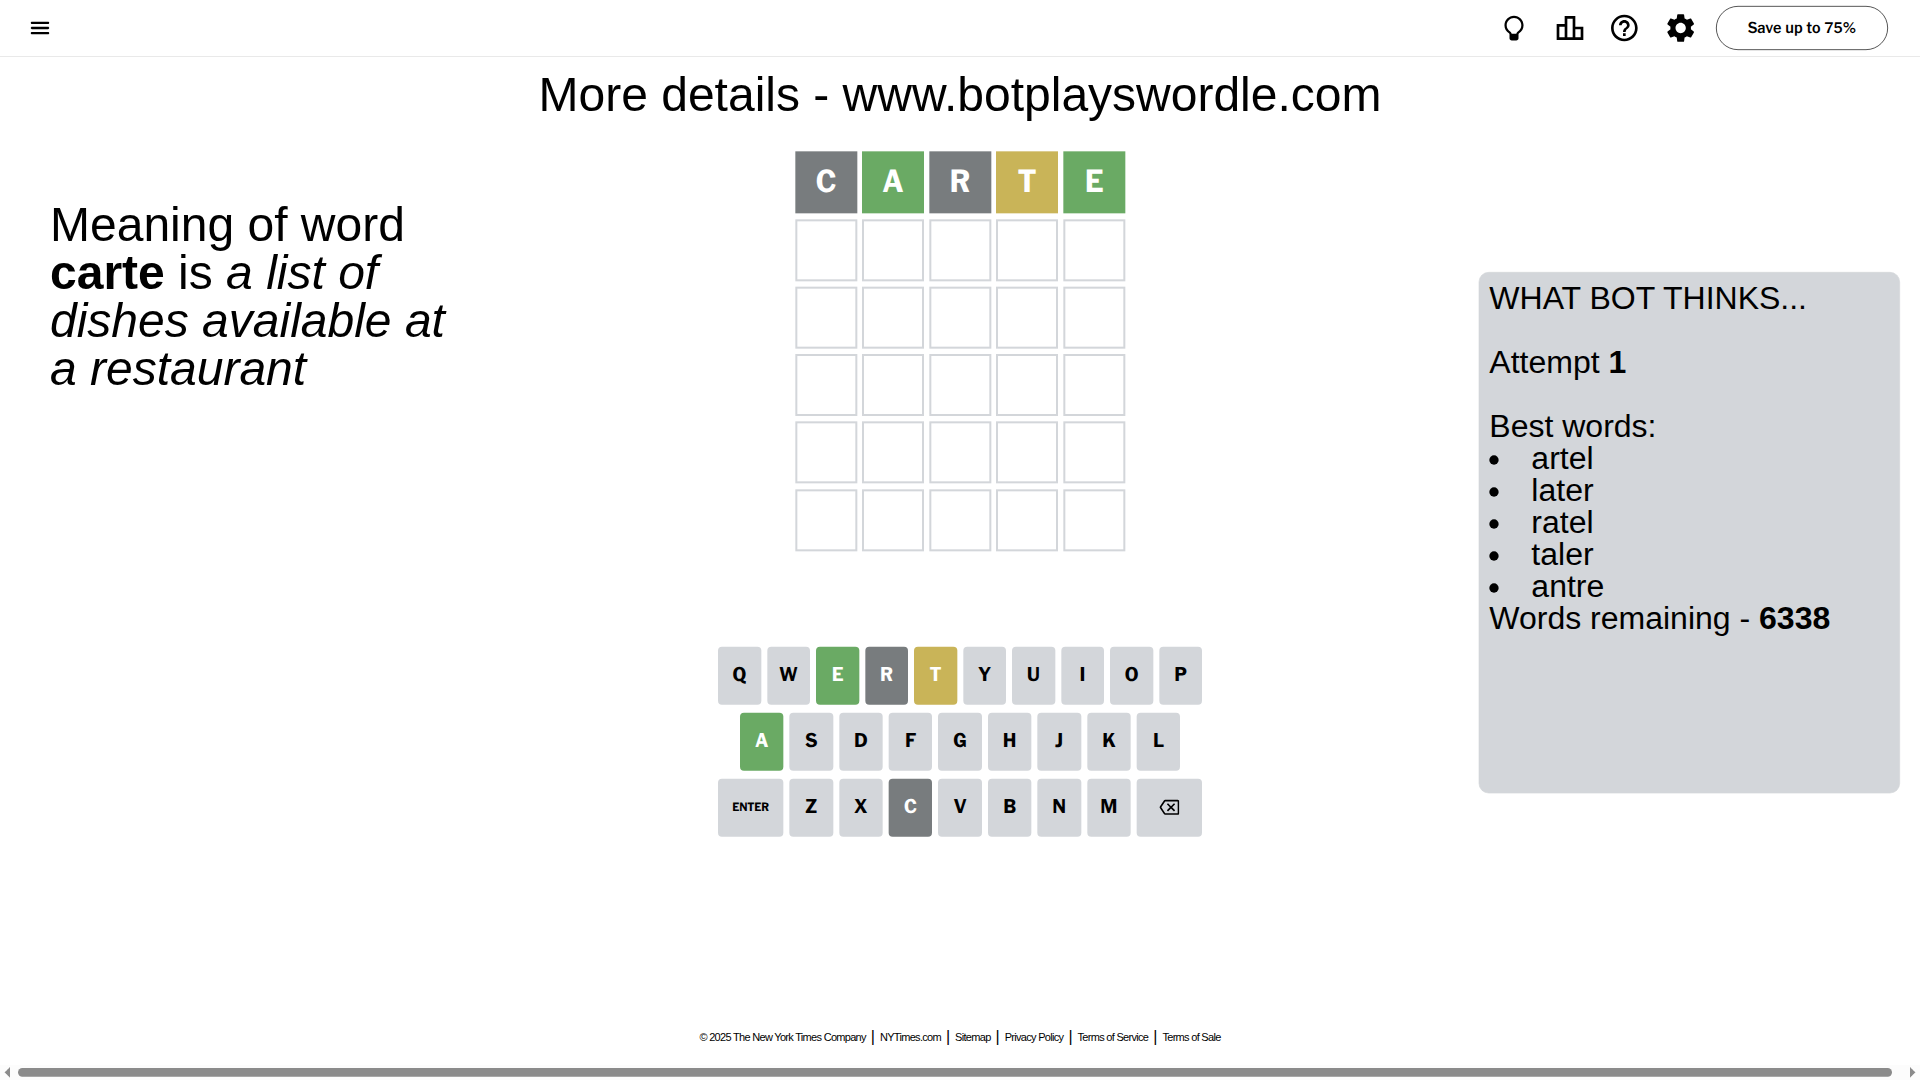 Save up to 75%
More details - www.botplayswordle.com
Meaning of word
carte is a list of
dishes available at
a restaurant
C A R T E
WHAT BOT THINKS...
Attempt 1
Best words:
• artel
• later
• ratel
• taler
• antre
Words remaining - 6338
Q W E R T Y U I O P
A S D F G H J K L
ENTER Z X C V B N M
© 2025 The New York Times Company | NYTimes.com | Sitemap | Privacy Policy | Terms of Service | Terms of Sale